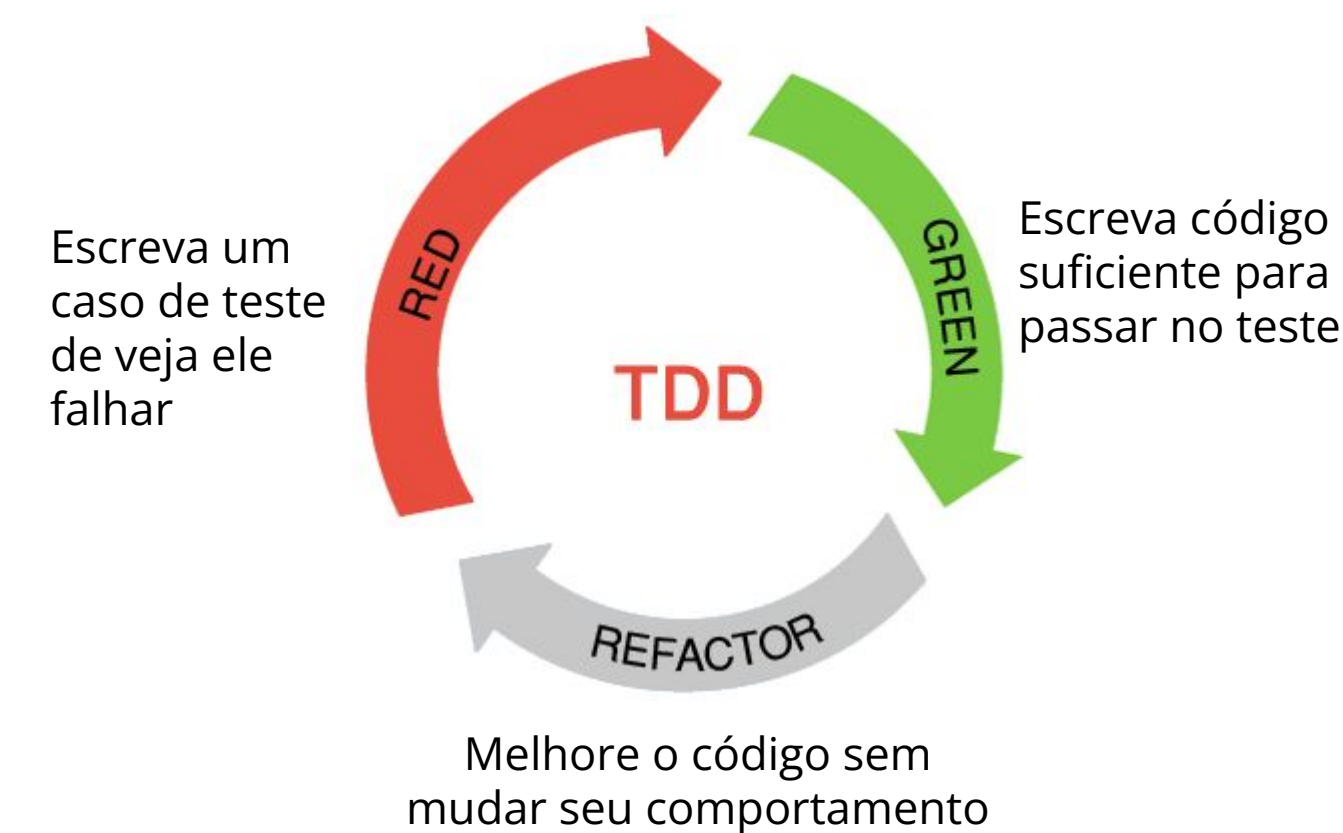 Escreva um
caso de teste
de veja ele
falhar
RED
TDD
GREEN
Escreva código
suficiente para
passar no teste
REFACTOR
Melhore o código sem
mudar seu comportamento